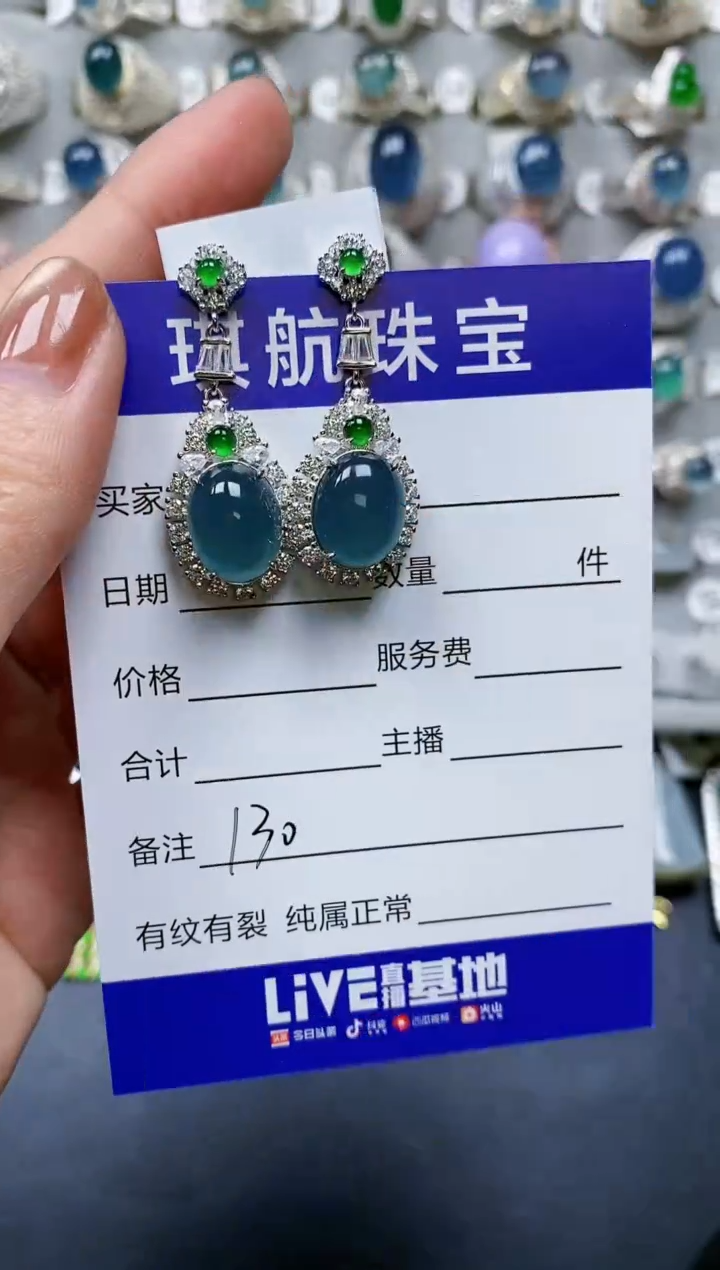 琪航珠宝
买家
日期 数量 件
价格 服务费
合计 主播
备注 130
有纹有裂 纯属正常
LiVE直播基地
头条 今日头条 抖音 西瓜视频 火山